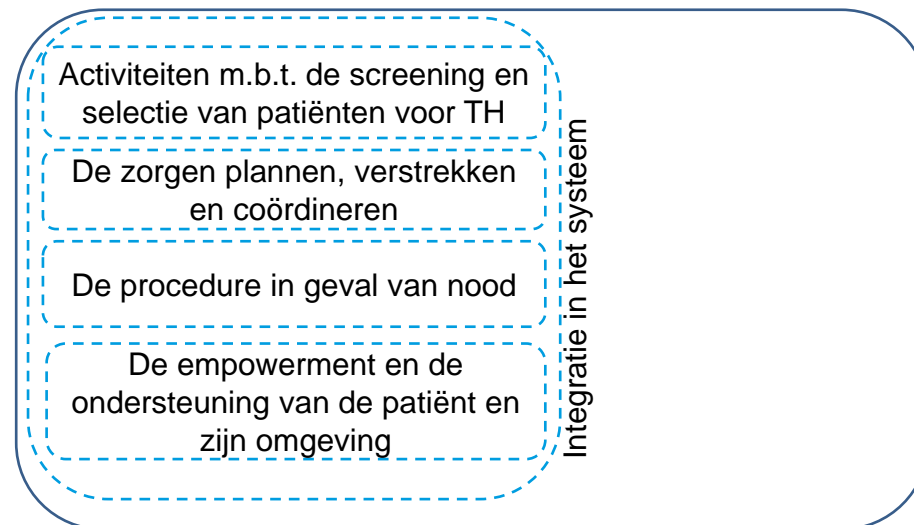 Activiteiten m.b.t. de screening en
selectie van patiënten voor TH
De zorgen plannen, verstrekken
en coördineren
De procedure in geval van nood
De empowerment en de
ondersteuning van de patiënt en
zijn omgeving
Integratie in het systeem